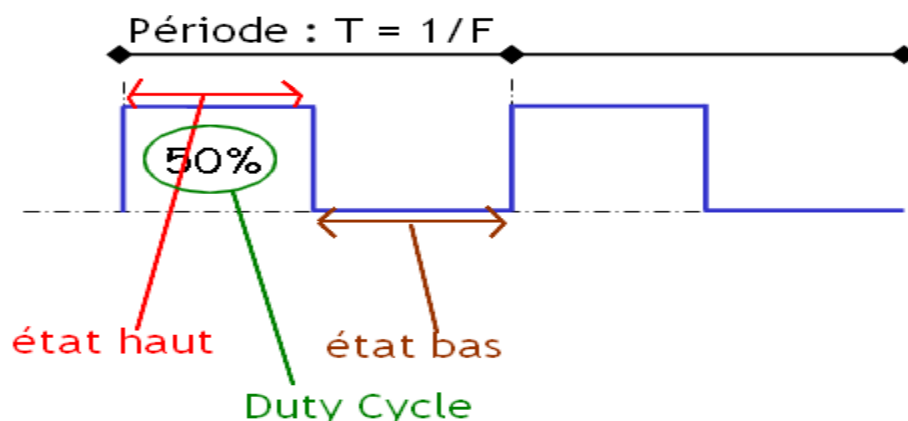 Période : T = 1/F
50%
état haut
état bas
Duty Cycle